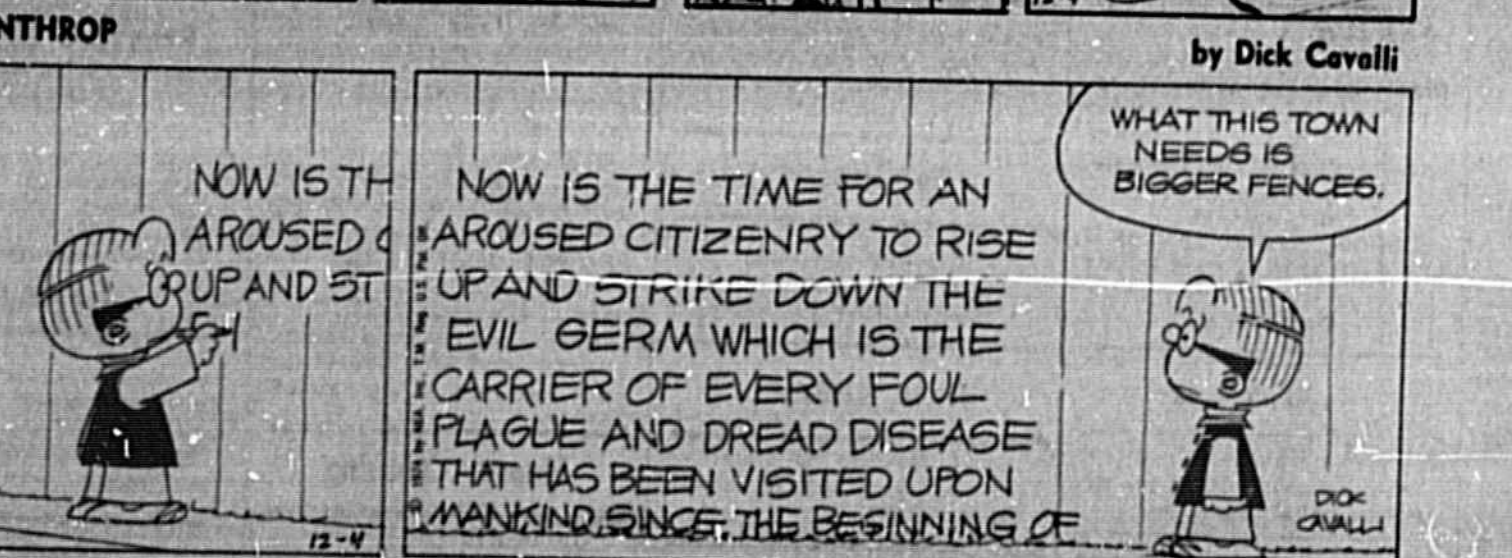 NTHROP
by Dick Cavalli
NOW IS TH
AROUSED C
UP AND ST
12-4
NOW IS THE TIME FOR AN
AROUSED CITIZENRY TO RISE
UP AND STRIKE DOWN THE
EVIL GERM WHICH IS THE
CARRIER OF EVERY FOUL
PLAGUE AND DREAD DISEASE
THAT HAS BEEN VISITED UPON
MANKIND SINCE THE BEGINNING OF
WHAT THIS TOWN
NEEDS IS
BIGGER FENCES.
DICK
CAVALLI